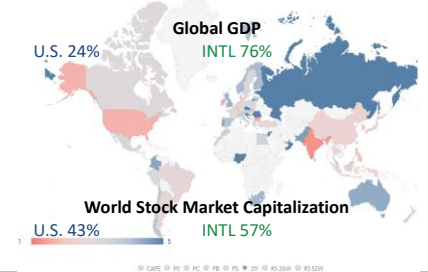 Global GDP
U.S. 24% INTL 76%
World Stock Market Capitalization
1 5
U.S. 43% INTL 57%
CAPE PE PC PB PS DY RS 26W RS 52W